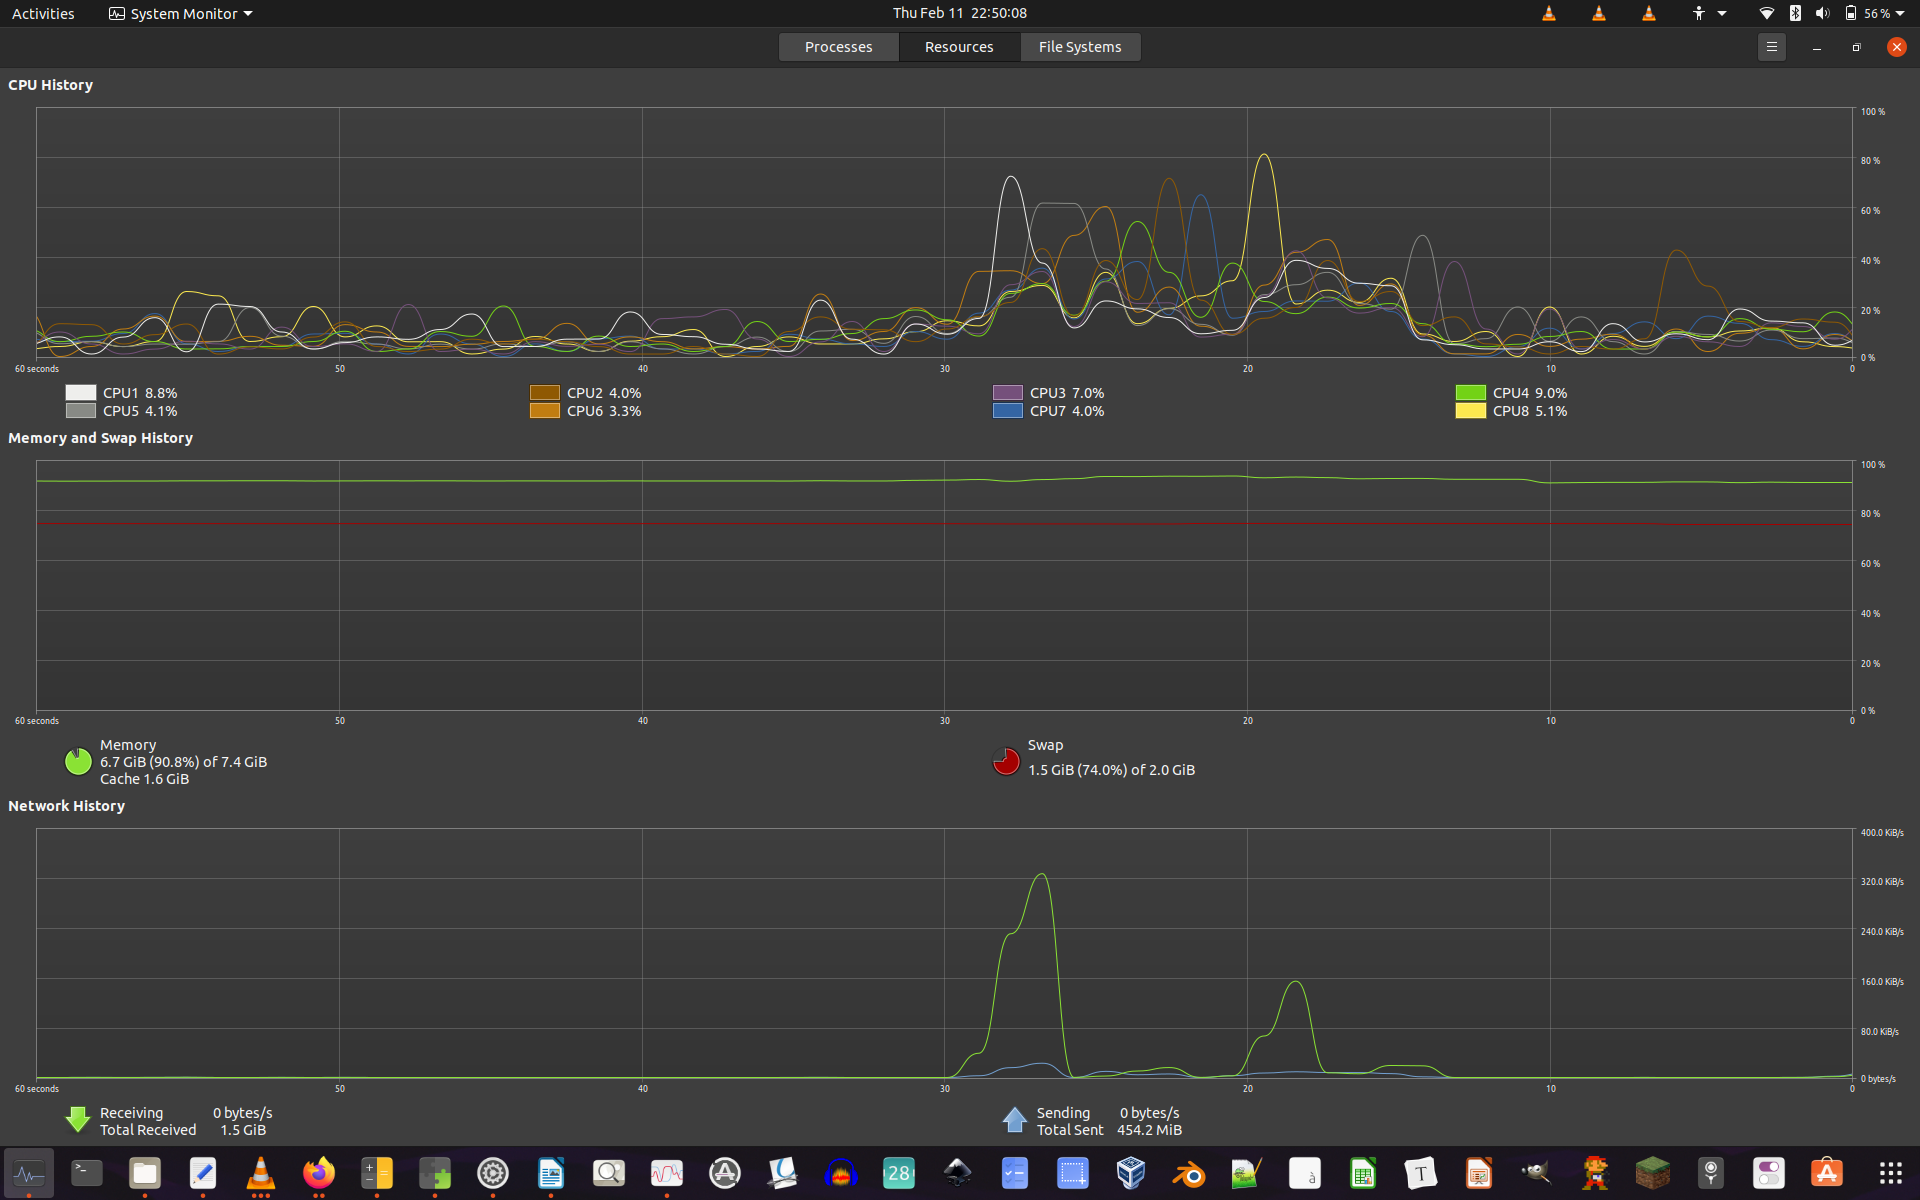 Activities System Monitor Thu Feb 11 22:50:08 56 %
Processes Resources File Systems
CPU History
100 %
80 %
60 %
40 %
20 %
0 %
60 seconds 50 40 30 20 10 0
CPU1 8.8% CPU2 4.0% CPU3 7.0% CPU4 9.0%
CPU5 4.1% CPU6 3.3% CPU7 4.0% CPU8 5.1%
Memory and Swap History
100 %
80 %
60 %
40 %
20 %
0 %
60 seconds 50 40 30 20 10 0
Memory Swap
6.7 GiB (90.8%) of 7.4 GiB 1.5 GiB (74.0%) of 2.0 GiB
Cache 1.6 GiB
Network History
400.0 KiB/s
320.0 KiB/s
240.0 KiB/s
160.0 KiB/s
80.0 KiB/s
0 bytes/s
60 seconds 50 40 30 20 10 0
Receiving 0 bytes/s Sending 0 bytes/s
Total Received 1.5 GiB Total Sent 454.2 MiB
28 à T